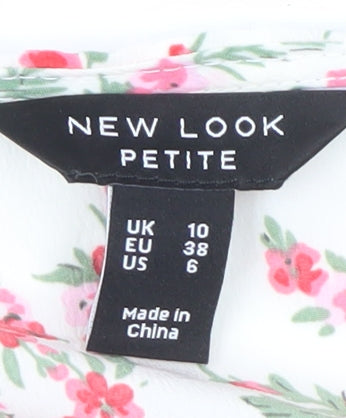 NEW LOOK
PETITE
UK 10
EU 38
US 6
Made in
China